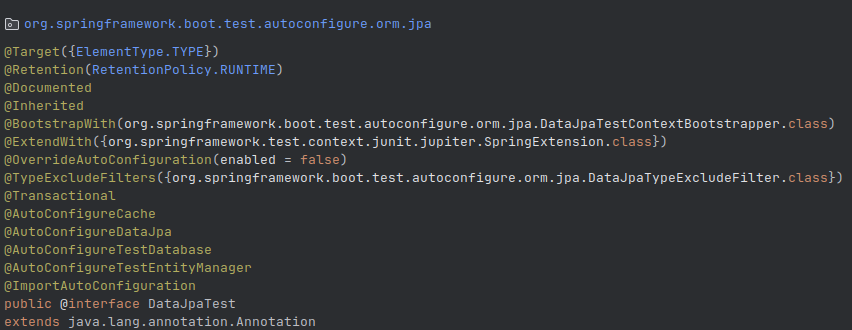 org.springframework.boot.test.autoconfigure.orm.jpa
@Target({ElementType.TYPE})
@Retention(RetentionPolicy.RUNTIME)
@Documented
@Inherited
@BootstrapWith(org.springframework.boot.test.autoconfigure.orm.jpa.DataJpaTestContextBootstrapper.class)
@ExtendWith({org.springframework.test.context.junit.jupiter.SpringExtension.class})
@OverrideAutoConfiguration(enabled = false)
@TypeExcludeFilters({org.springframework.boot.test.autoconfigure.orm.jpa.DataJpaTypeExcludeFilter.class})
@Transactional
@AutoConfigureCache
@AutoConfigureDataJpa
@AutoConfigureTestDatabase
@AutoConfigureTestEntityManager
@ImportAutoConfiguration
public @interface DataJpaTest
extends java.lang.annotation.Annotation